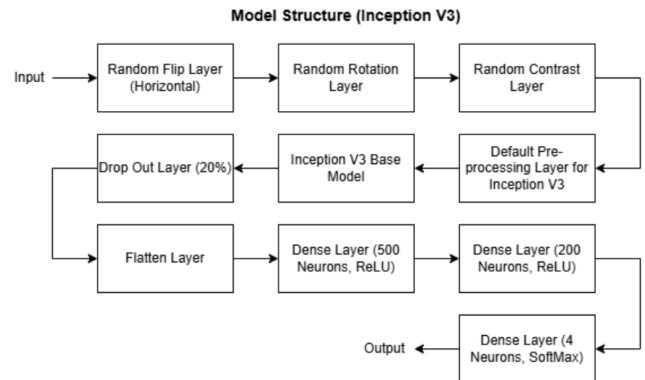 Model Structure (Inception V3)
Input
Random Flip Layer
(Horizontal)
Random Rotation
Layer
Random Contrast
Layer
Default Pre-
processing Layer for
Inception V3
Inception V3 Base
Model
Drop Out Layer (20%)
Flatten Layer
Dense Layer (500
Neurons, ReLU)
Dense Layer (200
Neurons, ReLU)
Dense Layer (4
Neurons, SoftMax)
Output